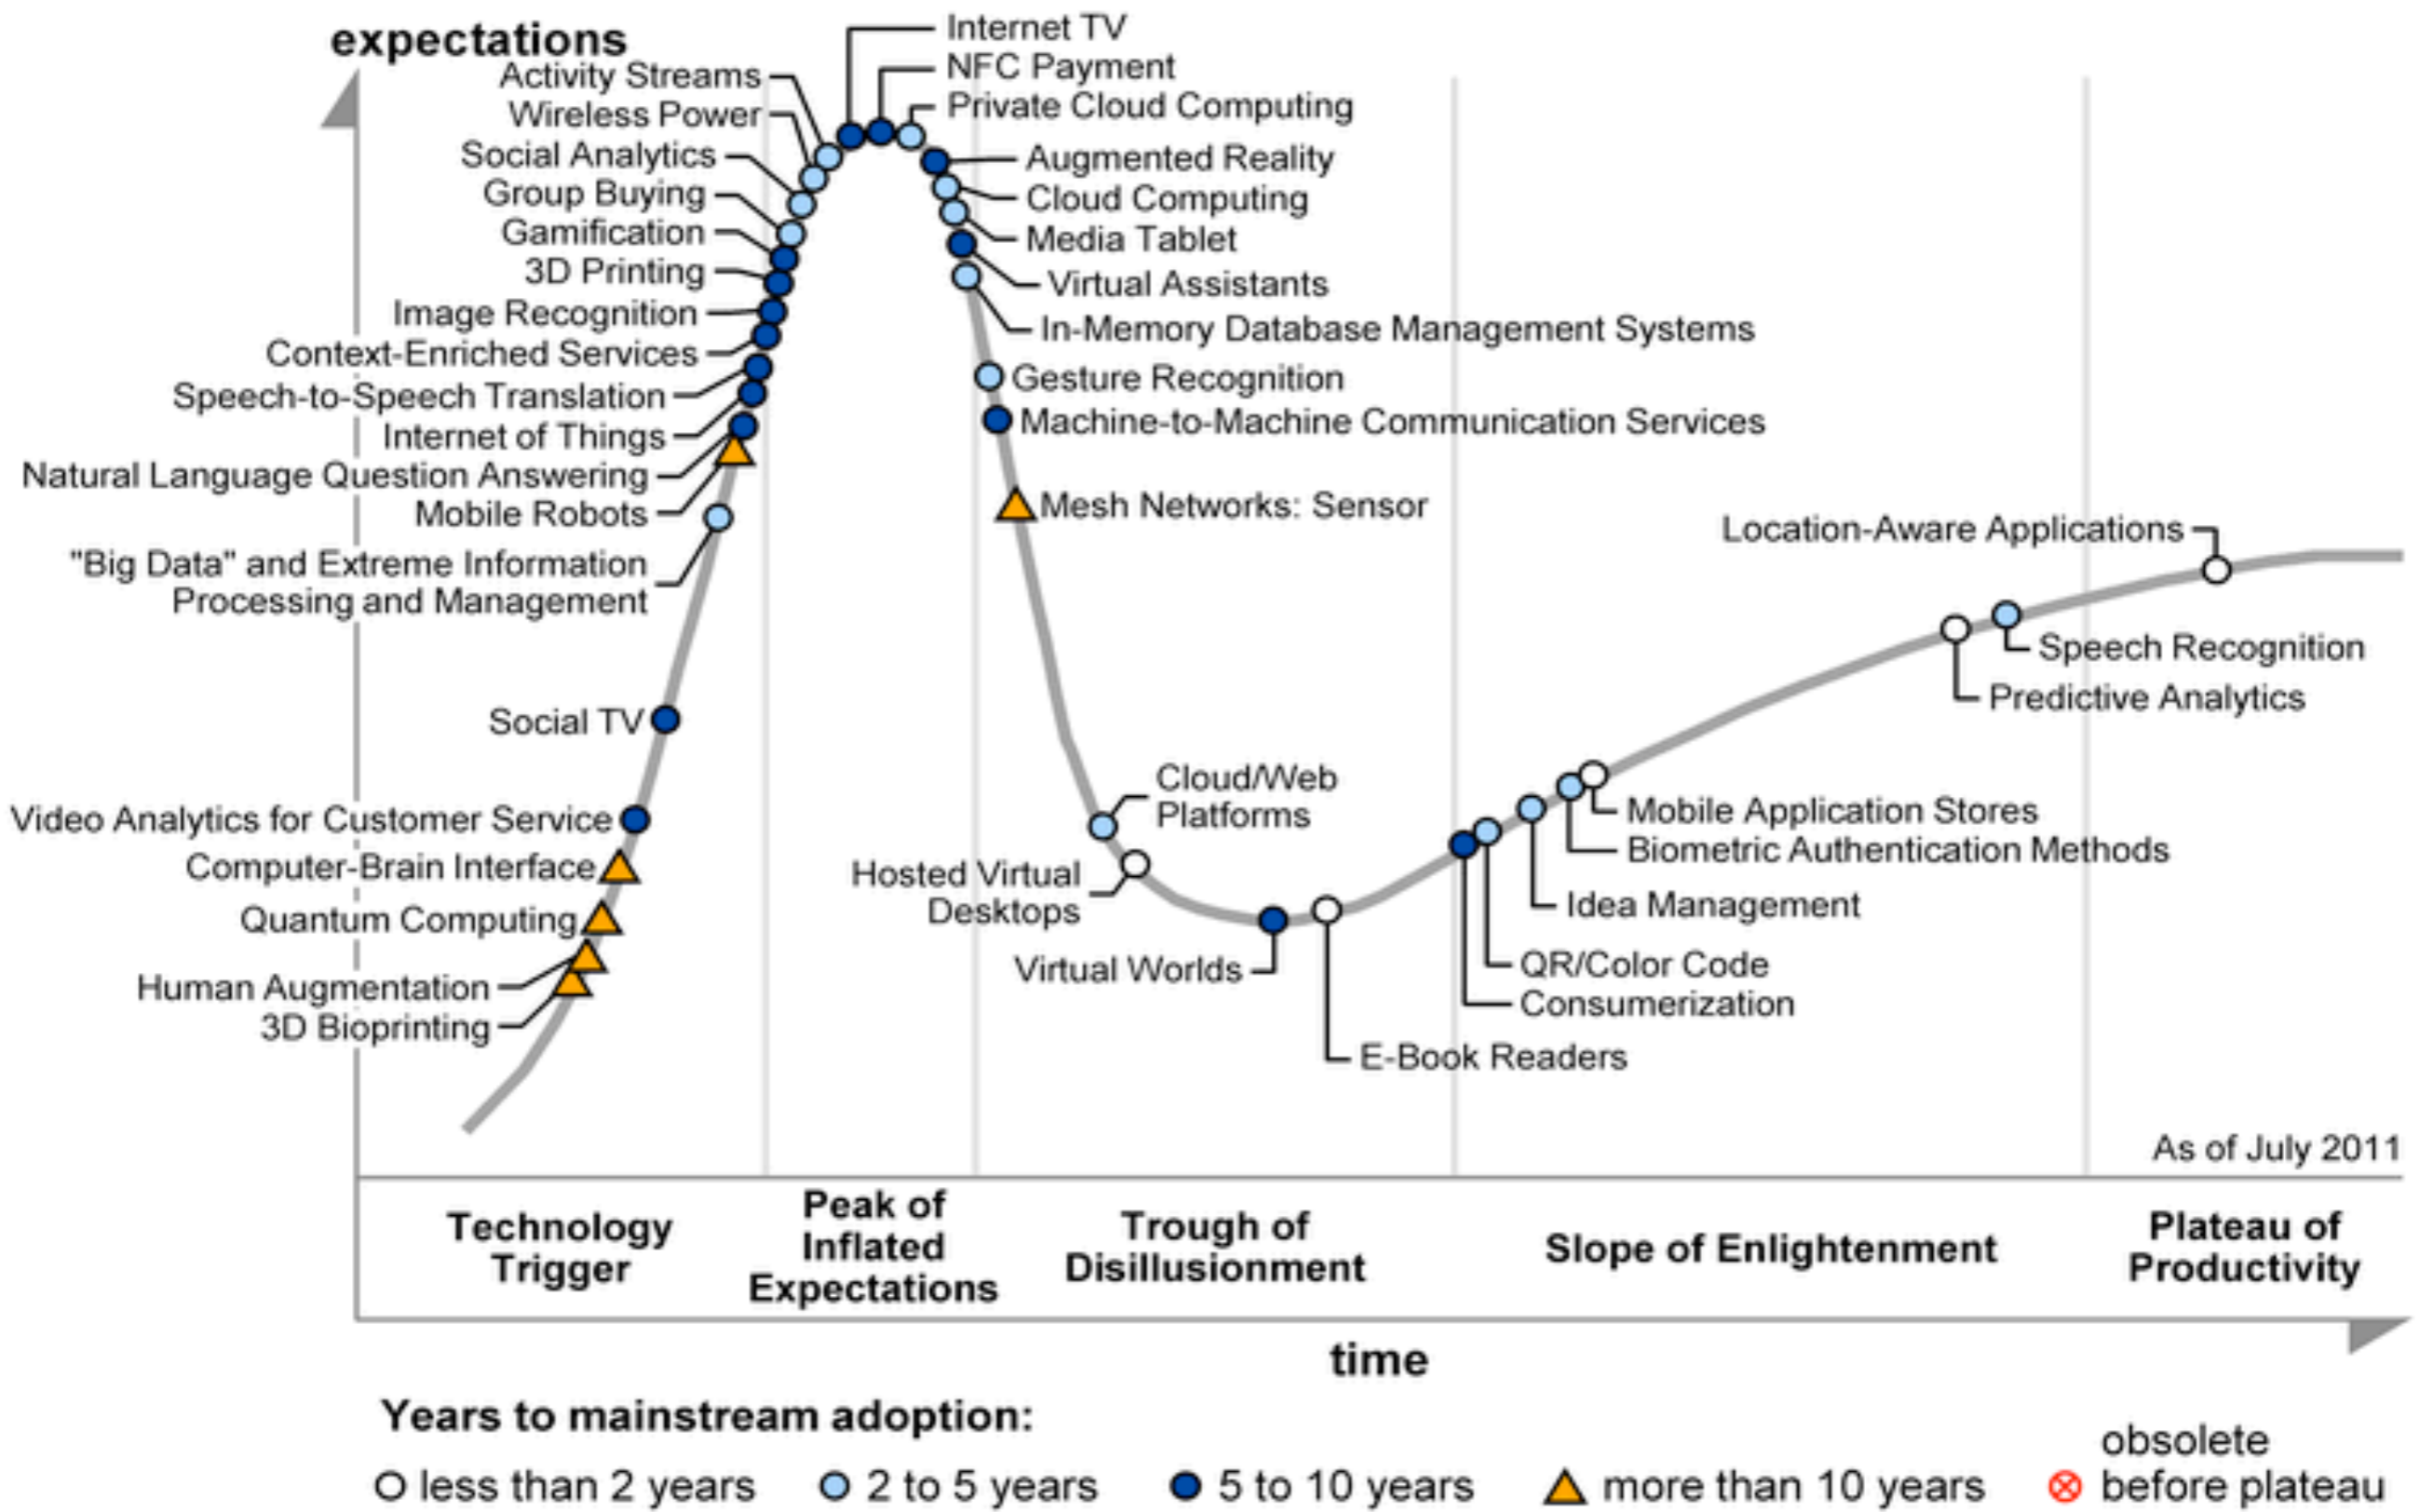 expectations
Activity Streams
Wireless Power
Social Analytics
Group Buying
Gamification
3D Printing
Image Recognition
Context-Enriched Services
Speech-to-Speech Translation
Internet of Things
Natural Language Question Answering
Mobile Robots
"Big Data" and Extreme Information
Processing and Management
Social TV
Video Analytics for Customer Service
Computer-Brain Interface
Quantum Computing
Human Augmentation
3D Bioprinting
Internet TV
NFC Payment
Private Cloud Computing
Augmented Reality
Cloud Computing
Media Tablet
Virtual Assistants
In-Memory Database Management Systems
Gesture Recognition
Machine-to-Machine Communication Services
Mesh Networks: Sensor
Cloud/Web
Platforms
Hosted Virtual
Desktops
Virtual Worlds
E-Book Readers
Location-Aware Applications
Speech Recognition
Predictive Analytics
Mobile Application Stores
Biometric Authentication Methods
Idea Management
QR/Color Code
Consumerization
As of July 2011
Technology
Trigger
Peak of
Inflated
Expectations
Trough of
Disillusionment
Slope of Enlightenment
Plateau of
Productivity
time
Years to mainstream adoption:
less than 2 years
2 to 5 years
5 to 10 years
more than 10 years
obsolete
before plateau